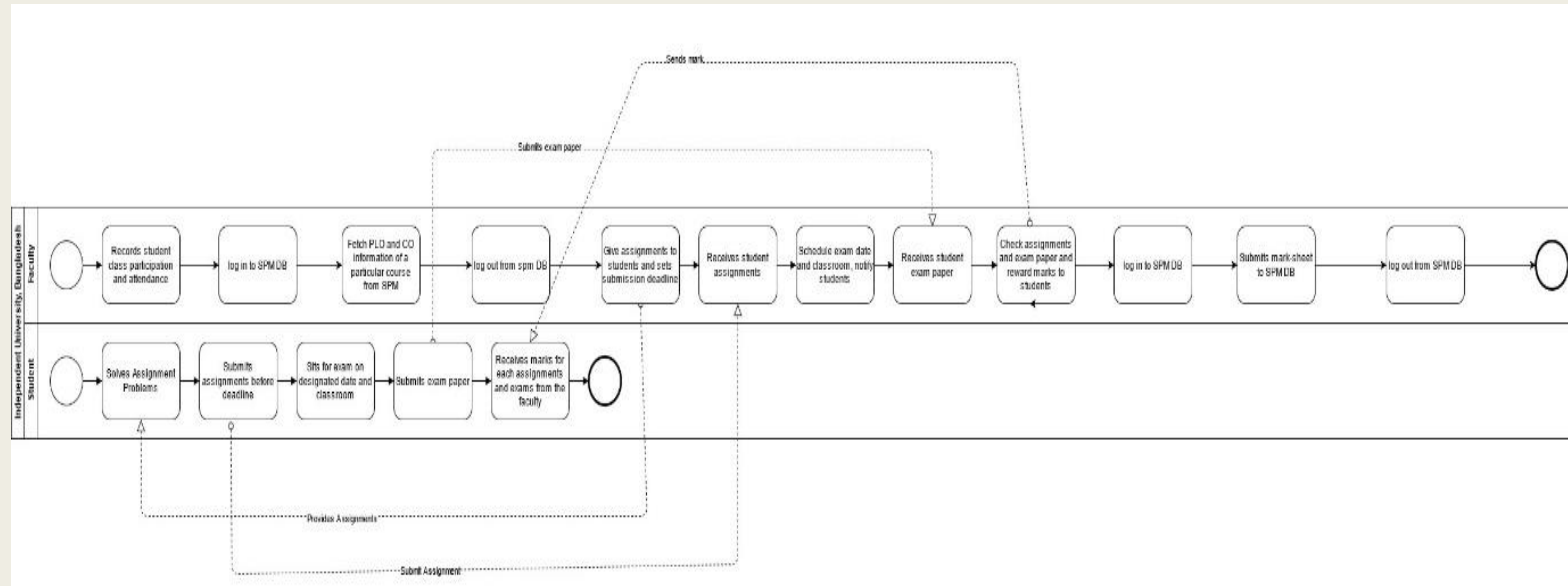 Sends mark
Submits exam paper
Independent University, Bangladesh
Faculty
Records student
class participation
and attendance
log in to SPM DB
Fetch PLO and CO
information of a
particular course
from SPM
log out from spm DB
Give assignments to
students and sets
submission deadline
Receives student
assignments
Schedule exam date
and classroom, notify
students
Receives student
exam paper
Check assignments
and exam paper and
reward marks to
students
log in to SPM DB
Submits mark-sheet
to SPM DB
log out from SPM DB
Student
Solves Assignment
Problems
Submits
assignments before
deadline
Sits for exam on
designated date and
classroom
Submits exam paper
Receives marks for
each assignments
and exams from the
faculty
Provides Assignments
Submit Assignment